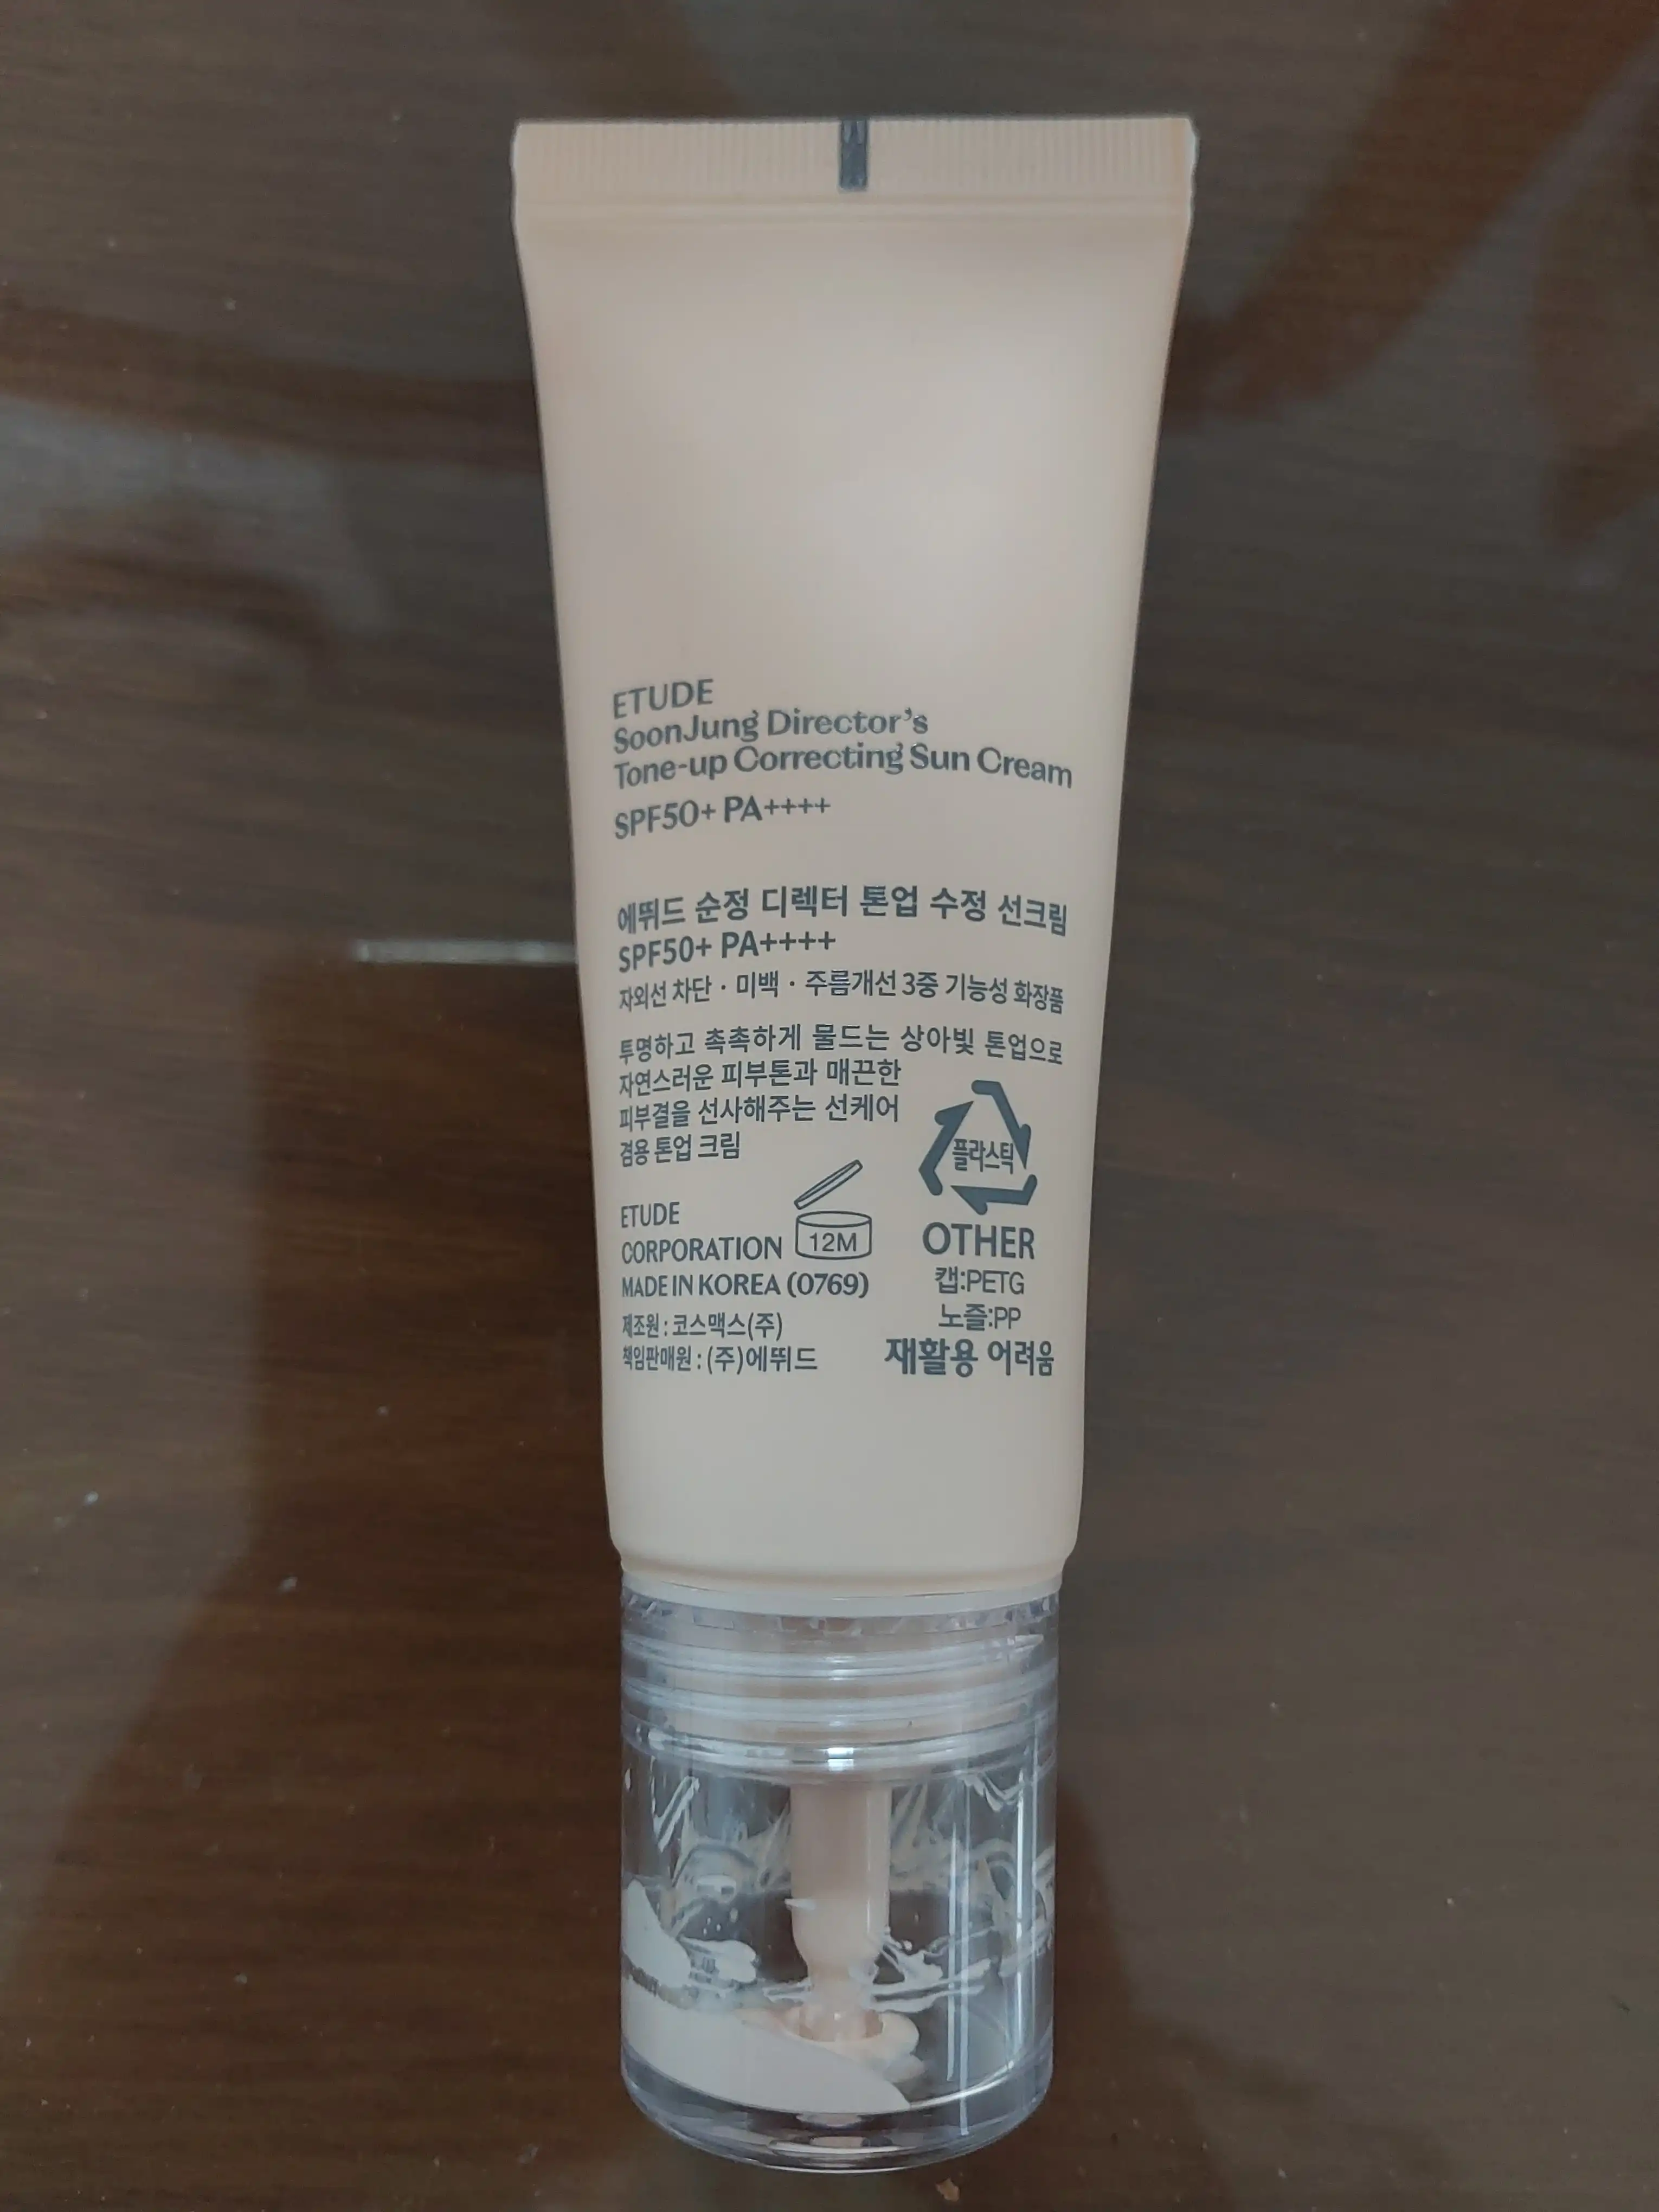 ETUDE
SoonJung Director's
Tone-up Correcting Sun Cream
SPF50+ PA++++
에뛰드 순정 디렉터 톤업 수정 선크림
SPF50+ PA++++
자외선 차단 · 미백 · 주름개선 3중 기능성 화장품
투명하고 촉촉하게 물드는 상아빛 톤업으로
자연스러운 피부톤과 매끈한
피부결을 선사해주는 선케어
겸용 톤업 크림
ETUDE
CORPORATION
12M
MADE IN KOREA (0769)
제조원 : 코스맥스(주)
책임판매원 : (주)에뛰드
플라스틱
OTHER
캡:PETG
노즐:PP
재활용 어려움